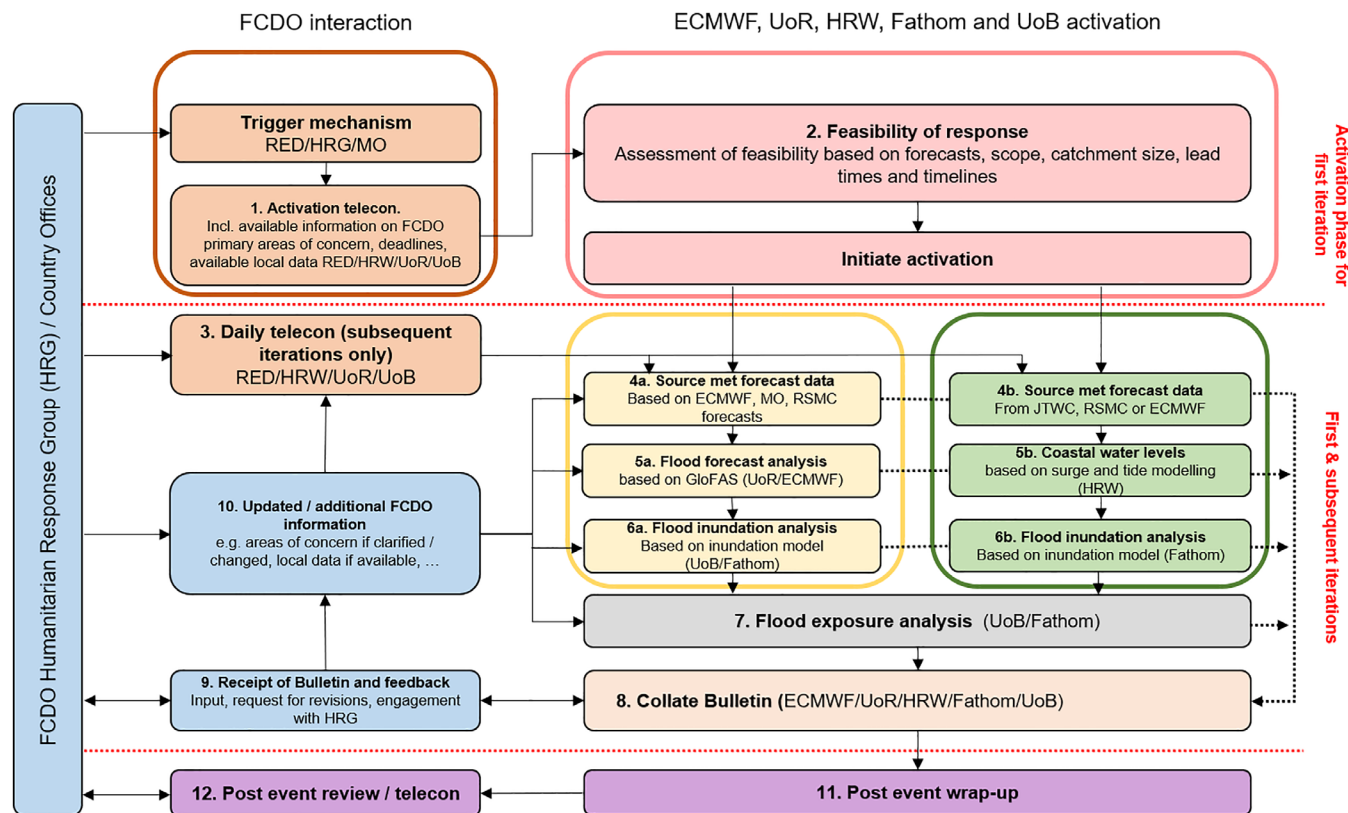 FCDO interaction
ECMWF, UoR, HRW, Fathom and UoB activation
FCDO Humanitarian Response Group (HRG) / Country Offices
Trigger mechanism
RED/HRG/MO
1. Activation telecon.
Incl. available information on FCDO
primary areas of concern, deadlines,
available local data RED/HRW/UoR/UoB
2. Feasibility of response
Assessment of feasibility based on forecasts, scope, catchment size, lead
times and timelines
Initiate activation
Activation phase for
first iteration
3. Daily telecon (subsequent
iterations only)
RED/HRW/UoR/UoB
4a. Source met forecast data
Based on ECMWF, MO, RSMC
forecasts
4b. Source met forecast data
From JTWC, RSMC or ECMWF
5a. Flood forecast analysis
based on GloFAS (UoR/ECMWF)
5b. Coastal water levels
based on surge and tide modelling
(HRW)
10. Updated / additional FCDO
information
e.g. areas of concern if clarified /
changed, local data if available, ...
6a. Flood inundation analysis
Based on inundation model
(UoB/Fathom)
6b. Flood inundation analysis
Based on inundation model (Fathom)
First & subsequent iterations
7. Flood exposure analysis (UoB/Fathom)
9. Receipt of Bulletin and feedback
Input, request for revisions, engagement
with HRG
8. Collate Bulletin (ECMWF/UoR/HRW/Fathom/UoB)
12. Post event review / telecon
11. Post event wrap-up